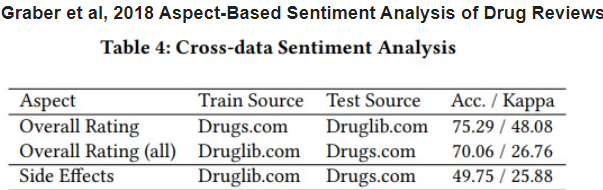 Graber et al, 2018 Aspect-Based Sentiment Analysis of Drug Reviews
Table 4: Cross-data Sentiment Analysis
Aspect Train Source Test Source Acc. / Kappa
Overall Rating Drugs.com Druglib.com 75.29 / 48.08
Overall Rating (all) Druglib.com Drugs.com 70.06 / 26.76
Side Effects Druglib.com Drugs.com 49.75 / 25.88